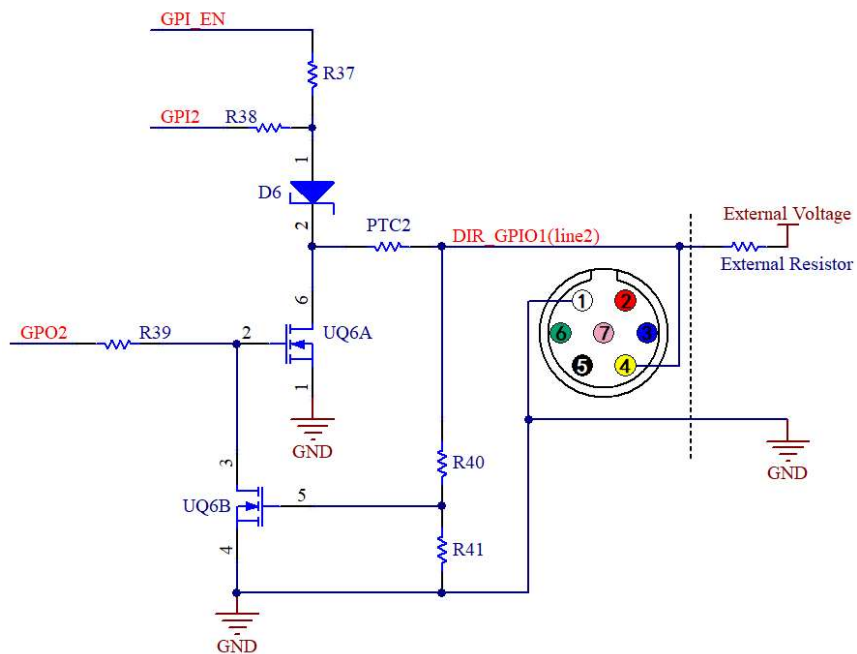 GPI_EN
R37
GPI2
R38
1
D6
2
PTC2
DIR_GPIO1(line2)
External Voltage
External Resistor
6
1
2
GPO2
R39
2
UQ6A
6
7
3
1
5
4
GND
GND
R40
3
UQ6B
5
R41
4
GND